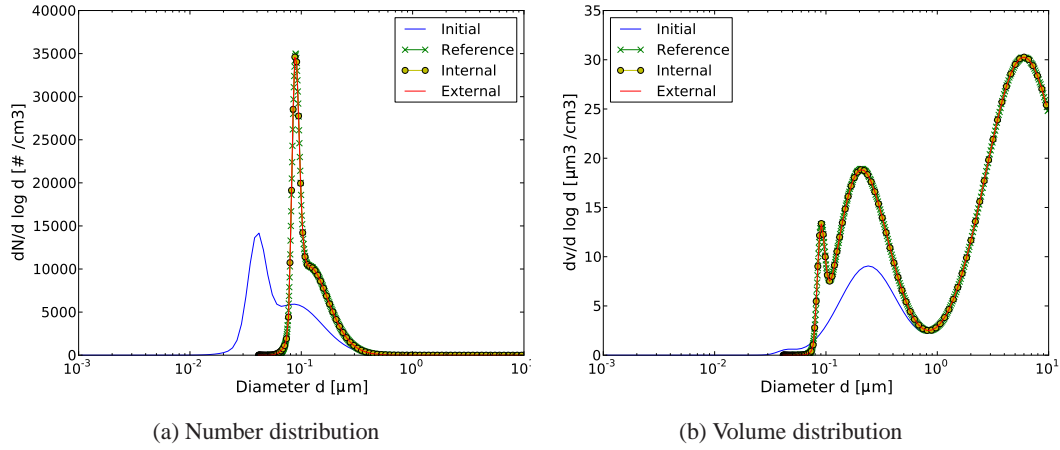 40000
35000
30000
25000
20000
15000
10000
5000
0
dN/d log d [# /cm3]
Initial
Reference
Internal
External
10⁻³
10⁻²
10⁻¹
10⁰
10
Diameter d [μm]
(a) Number distribution
35
30
25
20
15
10
5
0
dv/d log d [μm3 /cm3]
Initial
Reference
Internal
External
10⁻³
10⁻²
10⁻¹
10⁰
10
Diameter d [μm]
(b) Volume distribution